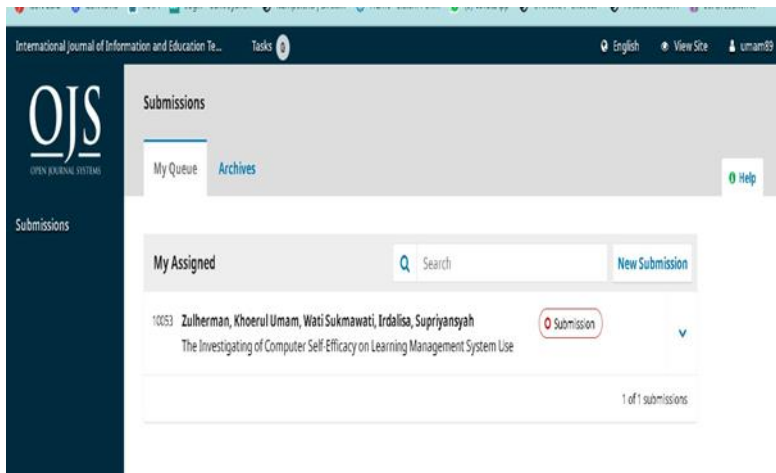 International Journal of Information and Education Te... Tasks 0 English View Site umam89
OJS
OPEN JOURNAL SYSTEMS
Submissions
Submissions
My Queue Archives
Help
My Assigned Search New Submission
10053 Zulherman, Khoerul Umam, Wati Sukmawati, Irdalisa, Supriyansyah Submission
The Investigating of Computer Self-Efficacy on Learning Management System Use
1 of 1 submissions